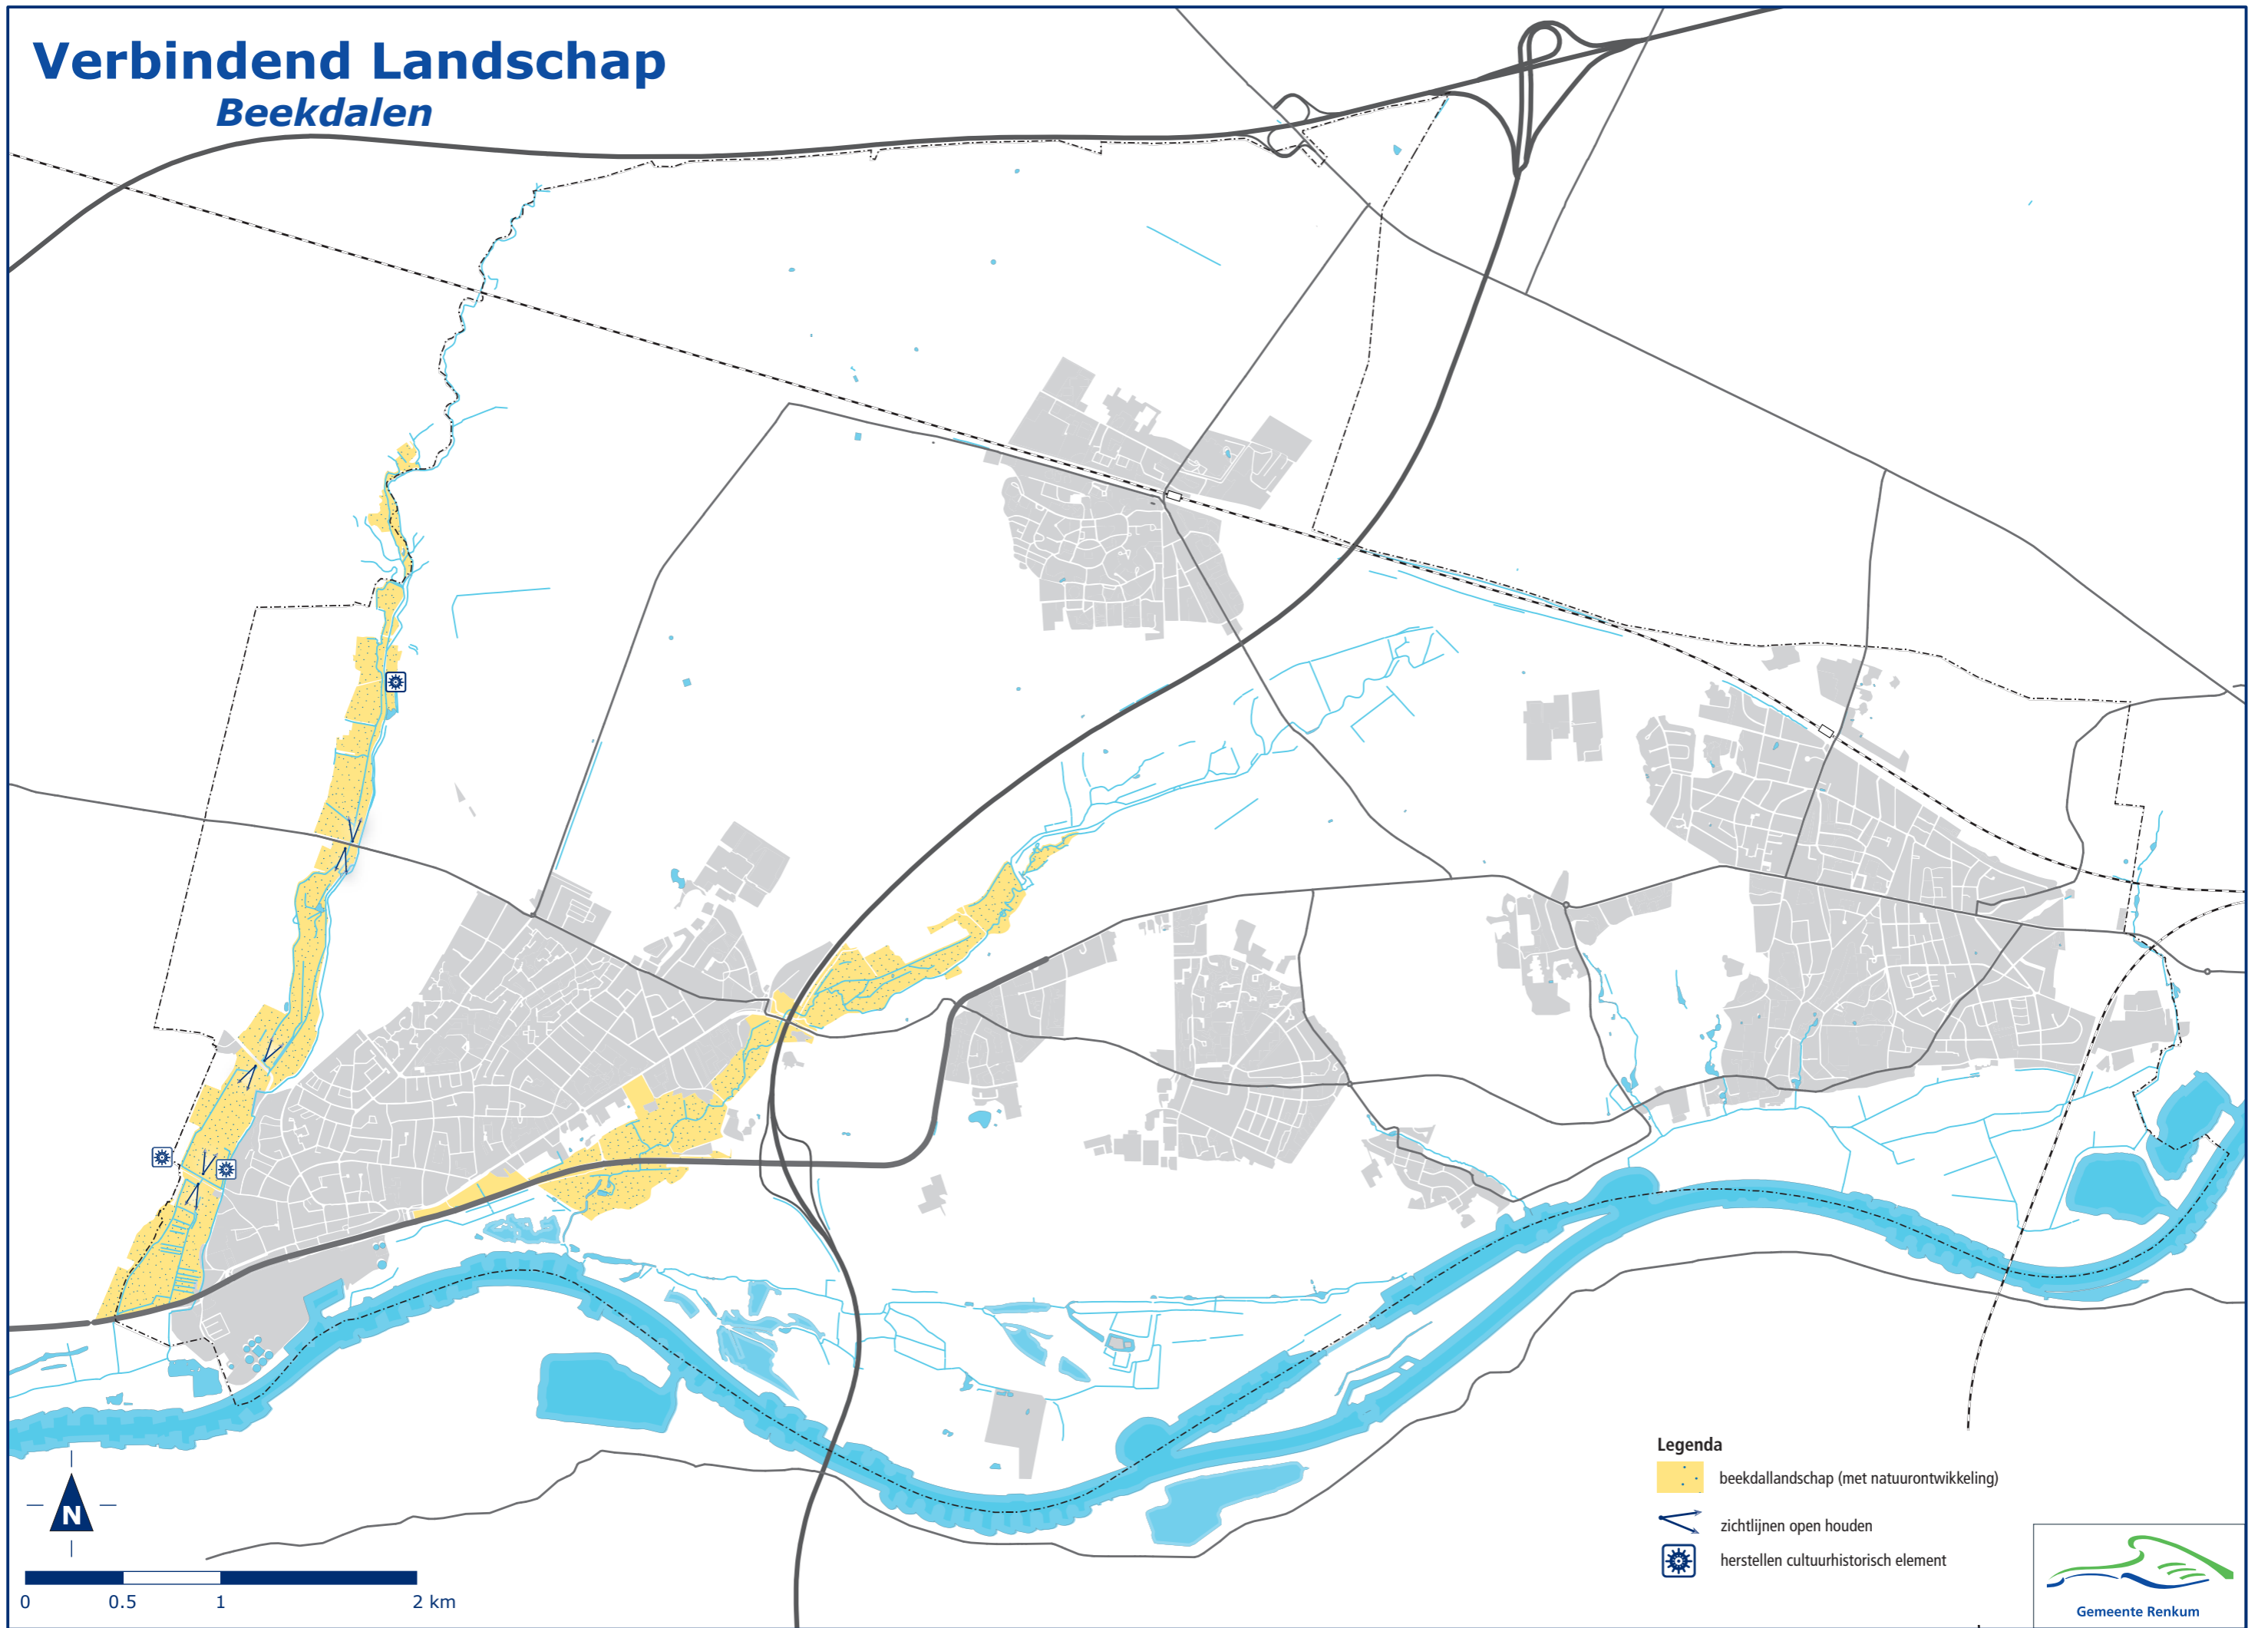 Verbindend Landschap
Beekdalen
Legenda
beekdallandschap (met natuurontwikkeling)
zichtlijnen open houden
herstellen cultuurhistorisch element
N
0 0.5 1 2 km
Gemeente Renkum